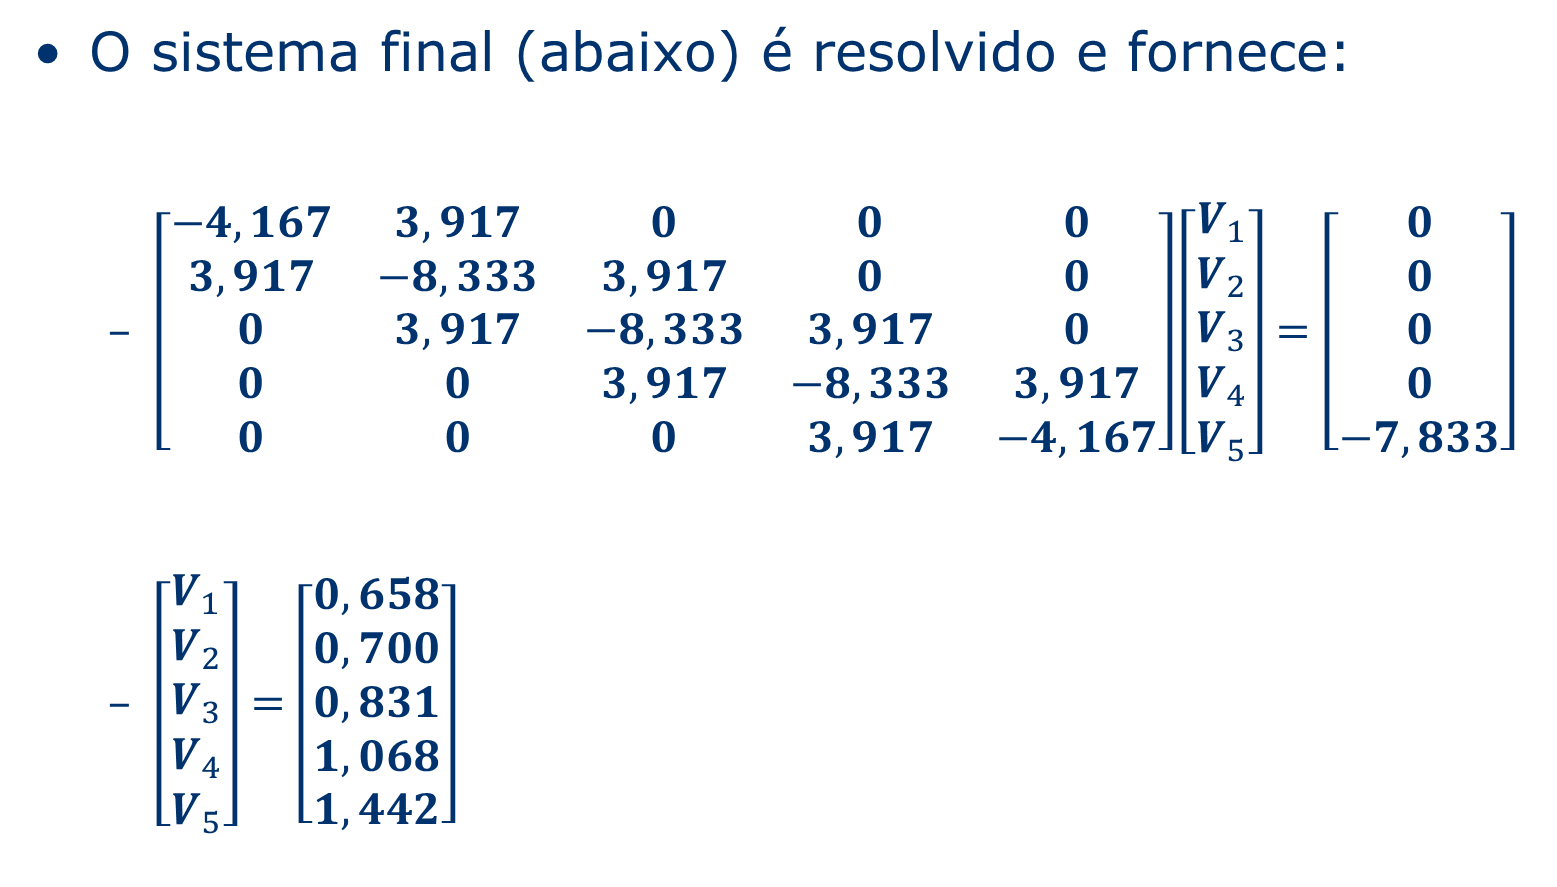 • O sistema final (abaixo) é resolvido e fornece:
−4,167 3,917 0 0 0 V1 0
3,917 −8,333 3,917 0 0 V2 0
– 0 3,917 −8,333 3,917 0 V3 = 0
0 0 3,917 −8,333 3,917 V4 0
0 0 0 3,917 −4,167 V5 −7,833
V1 0,658
V2 0,700
– V3 = 0,831
V4 1,068
V5 1,442